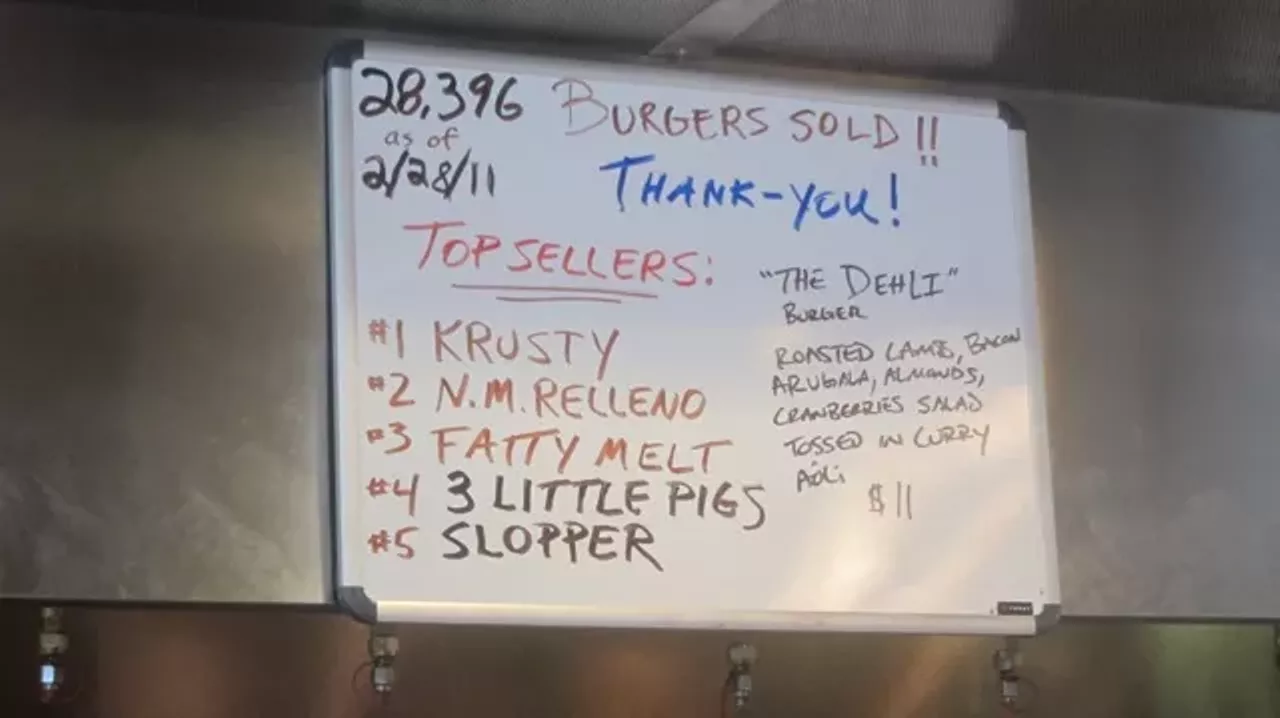 28,396 BURGERS SOLD!!
as of
2/28/11
THANK-YOU!
TOP SELLERS:
#1 KRUSTY
#2 N.M. RELLENO
#3 FATTY MELT
#4 3 LITTLE PIGS
#5 SLOPPER
"THE DEHLI"
BURGER
ROASTED LAMB, BACON
ARUGALA, ALMONDS,
CRANBERRIES SALAD
TOSSED IN CURRY
AIOLI
$11